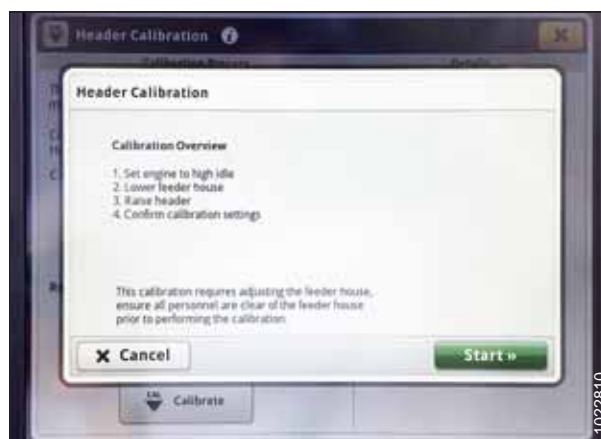 Header Calibration
Header Calibration
Calibration Overview
1. Set engine to high idle
2. Lower feeder house
3. Raise header
4. Confirm calibration settings
This calibration requires adjusting the feeder house,
ensure all personnel are clear of the feeder house
prior to performing the calibration
Cancel
Start »
Calibrate
1022810